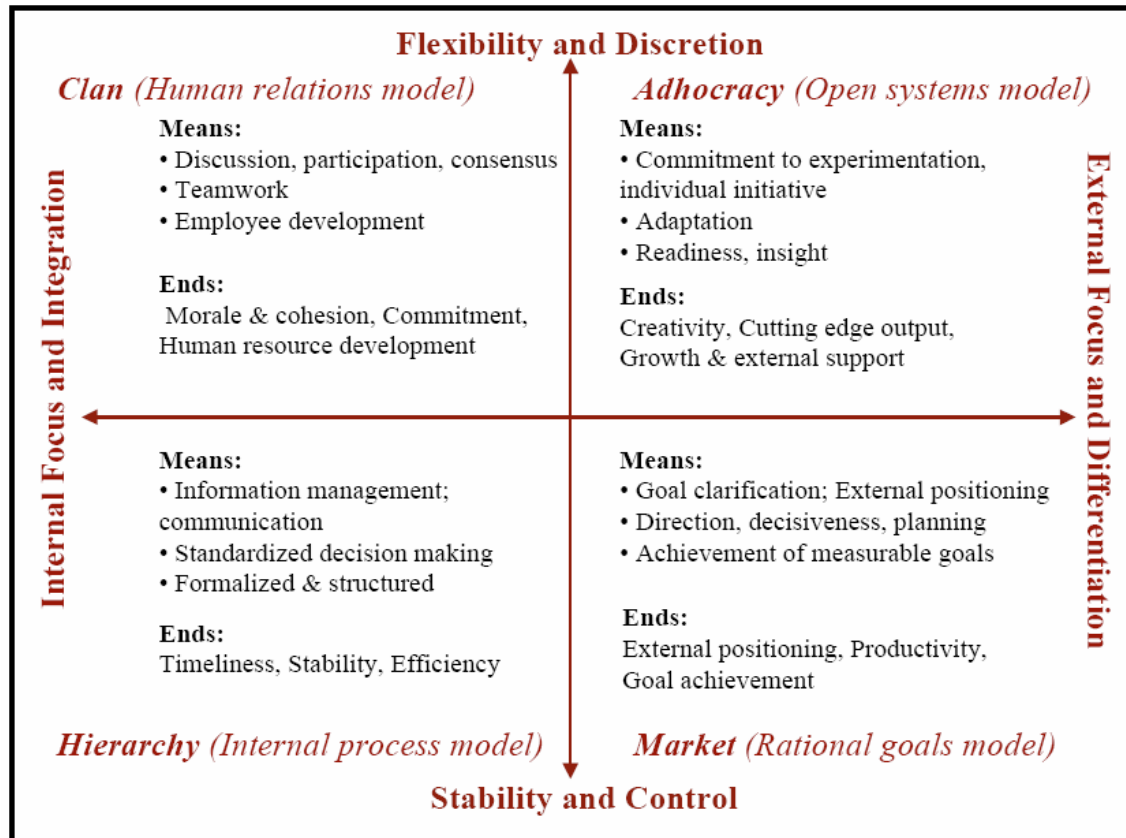 Flexibility and Discretion
Clan (Human relations model)
Means:
• Discussion, participation, consensus
• Teamwork
• Employee development
Ends:
Morale & cohesion, Commitment,
Human resource development
Adhocracy (Open systems model)
Means:
• Commitment to experimentation,
individual initiative
• Adaptation
• Readiness, insight
Ends:
Creativity, Cutting edge output,
Growth & external support
Internal Focus and Integration
External Focus and Differentiation
Means:
• Information management;
communication
• Standardized decision making
• Formalized & structured
Ends:
Timeliness, Stability, Efficiency
Hierarchy (Internal process model)
Means:
• Goal clarification; External positioning
• Direction, decisiveness, planning
• Achievement of measurable goals
Ends:
External positioning, Productivity,
Goal achievement
Market (Rational goals model)
Stability and Control